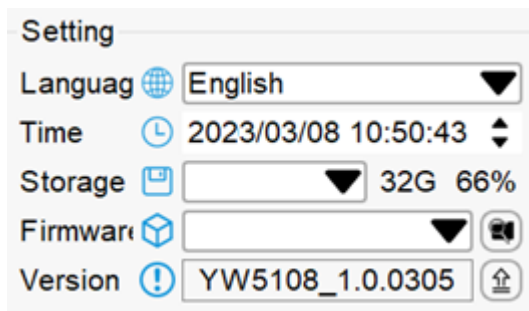 Setting
Languag English
Time 2023/03/08 10:50:43
Storage 32G 66%
Firmware
Version YW5108_1.0.0305